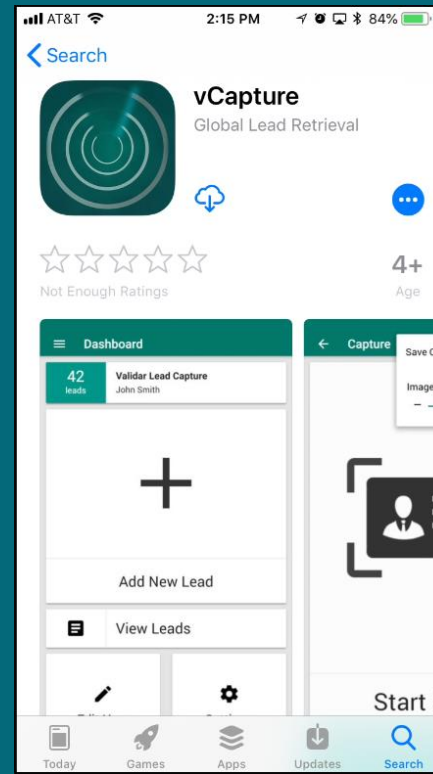 AT&T 2:15 PM 84%
Search
vCapture
Global Lead Retrieval
4+
Not Enough Ratings Age
Dashboard
42
leads
Validar Lead Capture
John Smith
Add New Lead
View Leads
Capture
Save
Image
Start
Today Games Apps Updates Search